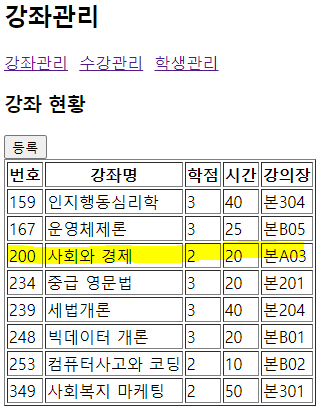 강좌관리
강좌관리 수강관리 학생관리
강좌 현황
등록
번호 강좌명 학점 시간 강의장
159 인지행동심리학 3 40 본304
167 운영체제론 3 25 본B05
200 사회와 경제 2 20 본A03
234 중급 영문법 3 20 본201
239 세법개론 3 40 본204
248 빅데이터 개론 3 20 본B01
253 컴퓨터사고와 코딩 2 10 본B02
349 사회복지 마케팅 2 50 본301